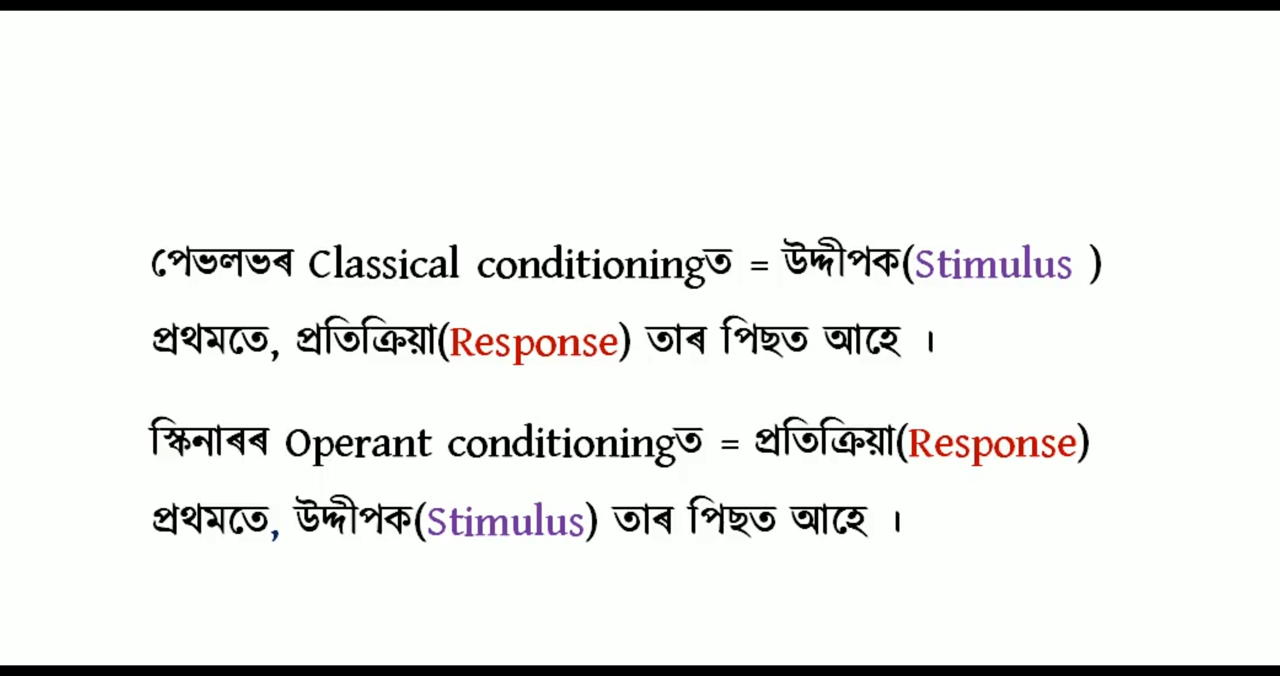 পেভলভৰ Classical conditioningত = উদ্দীপক(Stimulus )
প্ৰথমতে, প্ৰতিক্ৰিয়া(Response) তাৰ পিছত আহে ।
স্কিনাৰৰ Operant conditioningত = প্ৰতিক্ৰিয়া(Response)
প্ৰথমতে, উদ্দীপক(Stimulus) তাৰ পিছত আহে ।